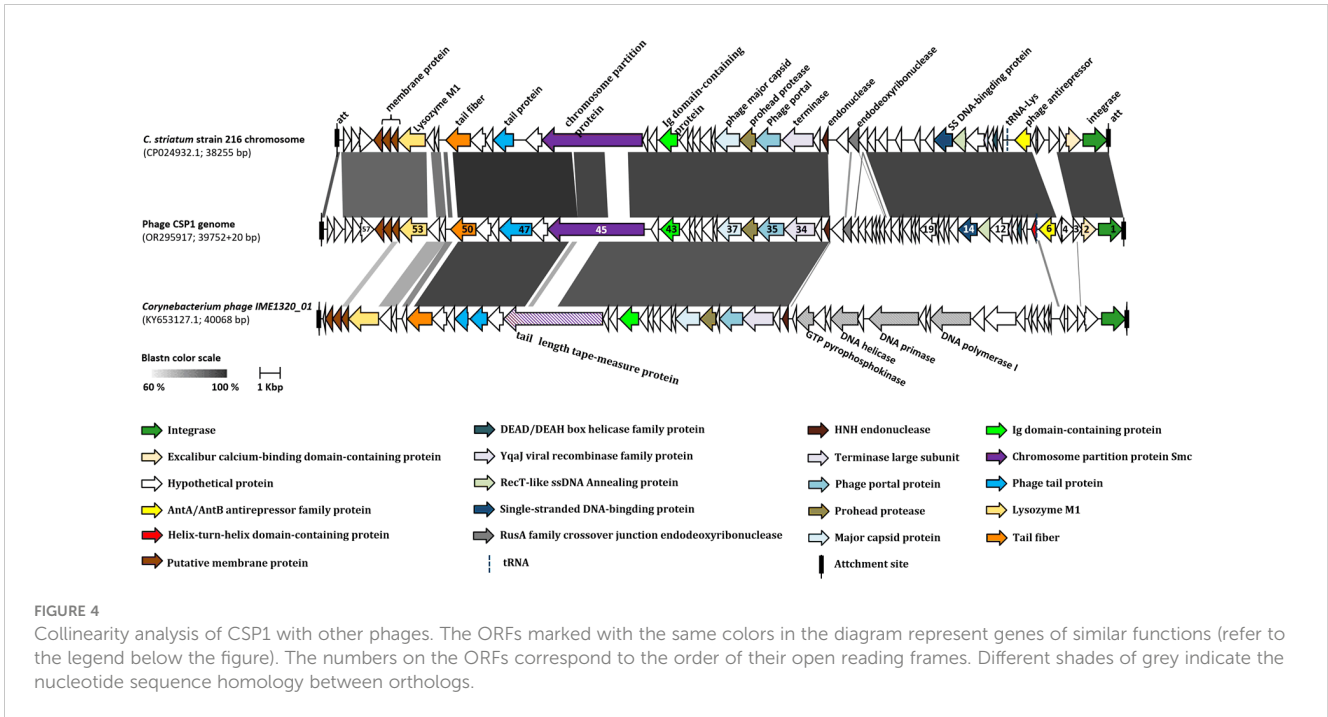 att
membrane protein
Lysozyme M1
tail fiber
tail protein
chromosome partition
protein
Ig domain-containing
protein
phage major capsid
prohead protease
Phage portal
terminase
endonuclease
endodeoxyribonuclease
SS DNA-bingding protein
tRNA-Lys
phage antirepressor
integrase
att
C. striatum strain 216 chromosome
(CP024932.1; 38255 bp)
Phage CSP1 genome
(OR295917; 39752+20 bp)
57
53
50
47
45
43
37
35
34
19
14
12
6
4
3
2
1
Corynebacterium phage IME1320_01
(KY653127.1; 40068 bp)
tail length tape-measure protein
GTP pyrophosphokinase
DNA helicase
DNA primase
DNA polymerase I
Blastn color scale
60 % 100 % 1 Kbp
Integrase
Excalibur calcium-binding domain-containing protein
Hypothetical protein
AntA/AntB antirepressor family protein
Helix-turn-helix domain-containing protein
Putative membrane protein
DEAD/DEAH box helicase family protein
YqaJ viral recombinase family protein
RecT-like ssDNA Annealing protein
Single-stranded DNA-bingding protein
RusA family crossover junction endodeoxyribonuclease
tRNA
HNH endonuclease
Terminase large subunit
Phage portal protein
Prohead protease
Major capsid protein
Attchment site
Ig domain-containing protein
Chromosome partition protein Smc
Phage tail protein
Lysozyme M1
Tail fiber
FIGURE 4
Collinearity analysis of CSP1 with other phages. The ORFs marked with the same colors in the diagram represent genes of similar functions (refer to
the legend below the figure). The numbers on the ORFs correspond to the order of their open reading frames. Different shades of grey indicate the
nucleotide sequence homology between orthologs.